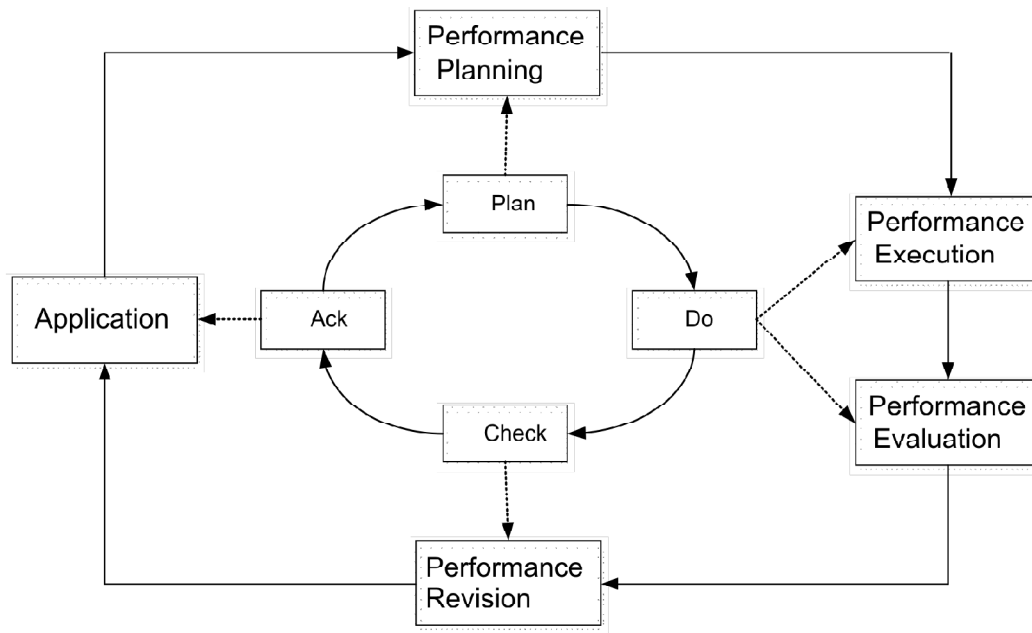 Performance
Planning
Plan
Performance
Execution
Application
Ack
Do
Check
Performance
Evaluation
Performance
Revision